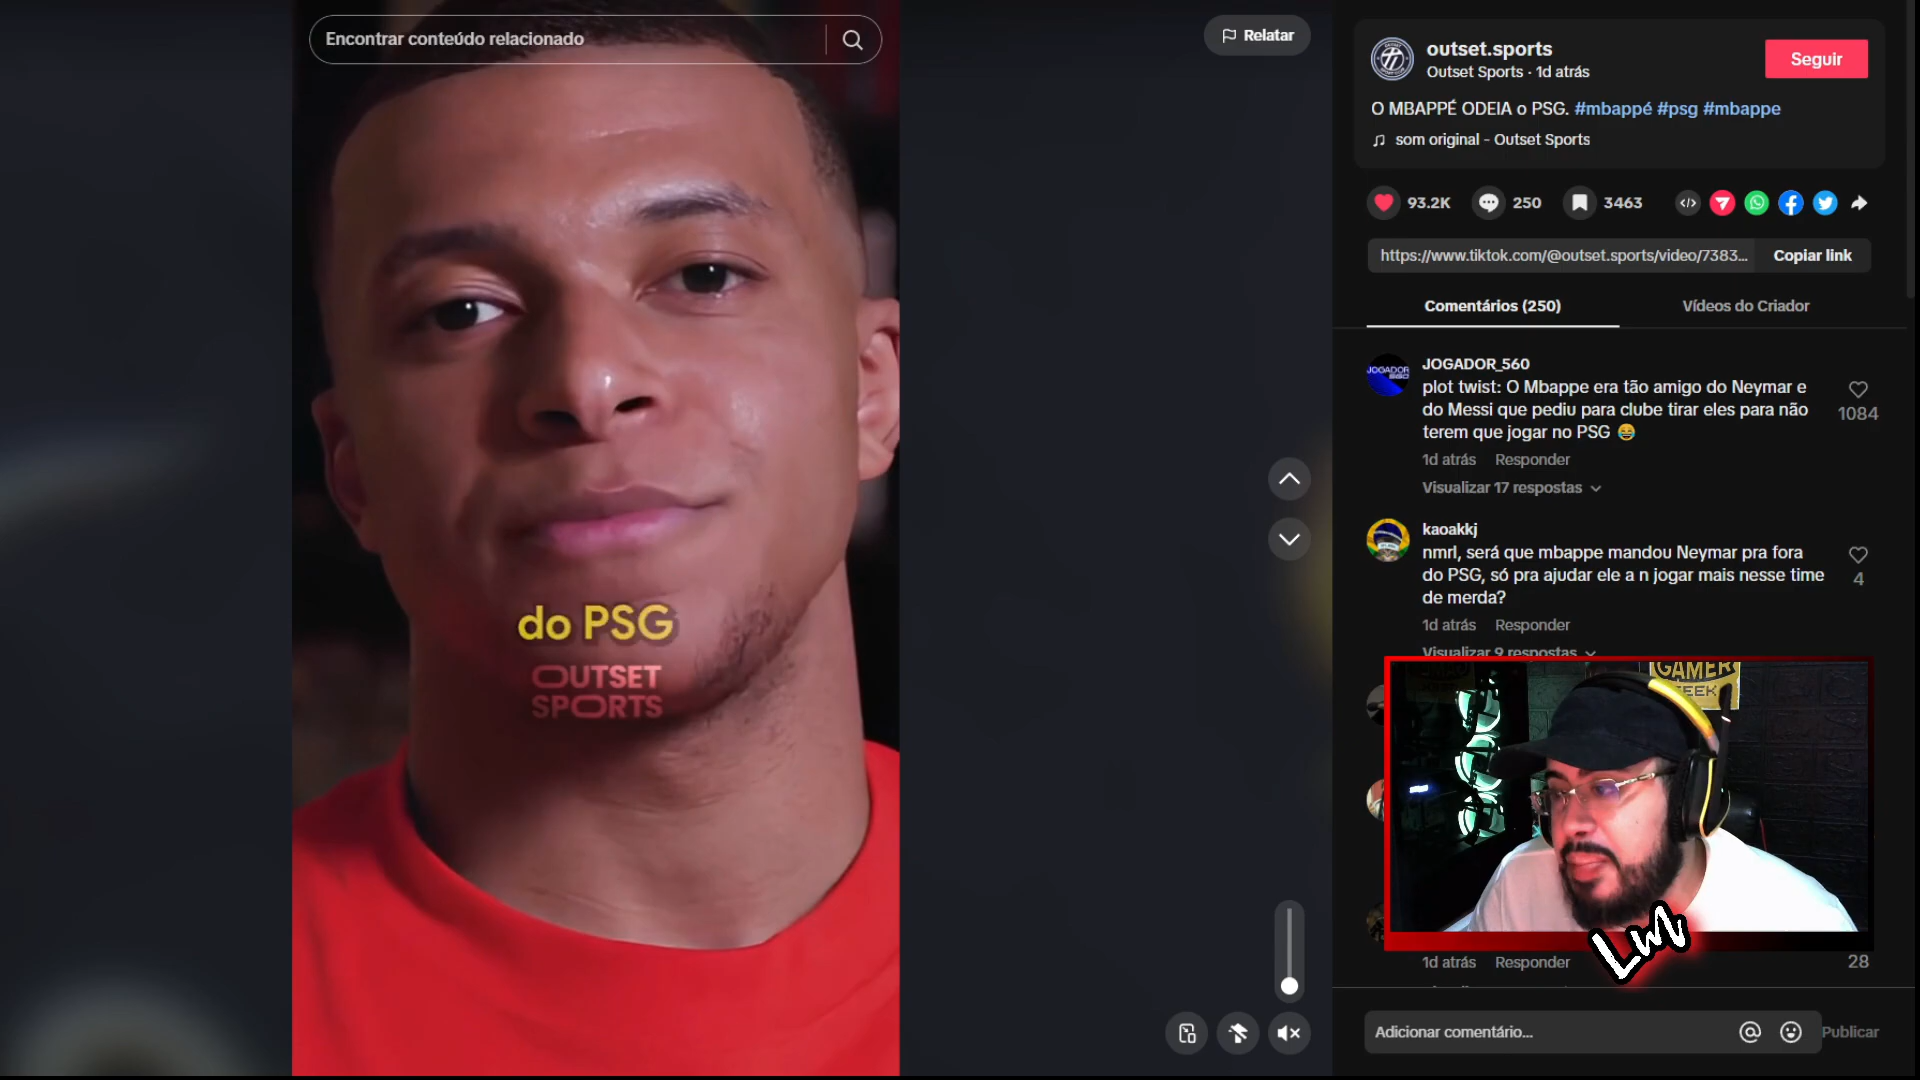 Encontrar conteúdo relacionado
Relatar
do PSG
OUTSET
SPORTS
outset.sports
Outset Sports · 1d atrás
Seguir
O MBAPPÉ ODEIA o PSG. #mbappé #psg #mbappe
som original - Outset Sports
93.2K
250
3463
https://www.tiktok.com/@outset.sports/video/7383...
Copiar link
Comentários (250)
Vídeos do Criador
JOGADOR_560
plot twist: O Mbappe era tão amigo do Neymar e
do Messi que pediu para clube tirar eles para não
terem que jogar no PSG 😂
1084
1d atrás Responder
Visualizar 17 respostas
kaoakkj
nmrl, será que mbappe mandou Neymar pra fora
do PSG, só pra ajudar ele a n jogar mais nesse time
de merda?
4
1d atrás Responder
Visualizar 9 respostas
GAMER
1d atrás Responder
28
Adicionar comentário...
Publicar